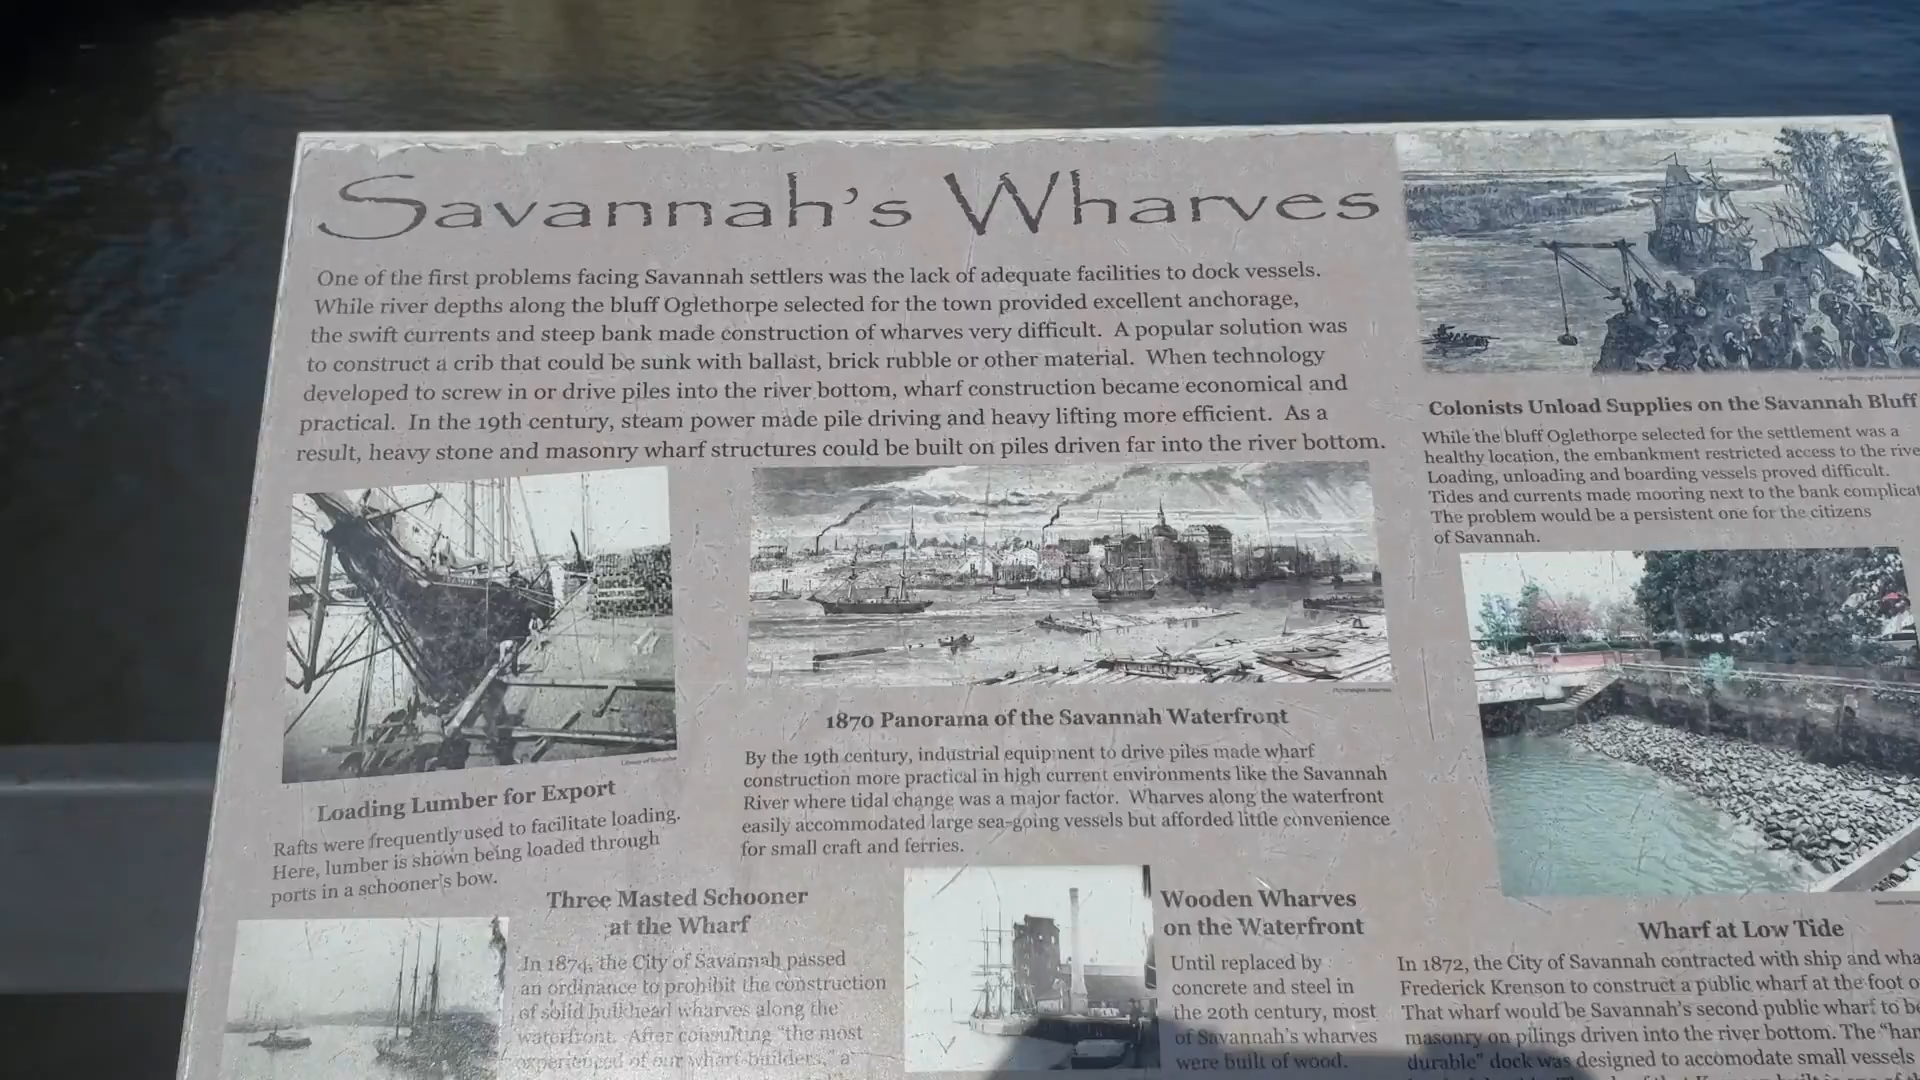 Savannah's Wharves
One of the first problems facing Savannah settlers was the lack of adequate facilities to dock vessels.
While river depths along the bluff Oglethorpe selected for the town provided excellent anchorage,
the swift currents and steep bank made construction of wharves very difficult. A popular solution was
to construct a crib that could be sunk with ballast, brick rubble or other material. When technology
developed to screw in or drive piles into the river bottom, wharf construction became economical and
practical. In the 19th century, steam power made pile driving and heavy lifting more efficient. As a
result, heavy stone and masonry wharf structures could be built on piles driven far into the river bottom.
Colonists Unload Supplies on the Savannah Bluff
While the bluff Oglethorpe selected for the settlement was a
healthy location, the embankment restricted access to the rive
Loading, unloading and boarding vessels proved difficult.
Tides and currents made mooring next to the bank complicat
The problem would be a persistent one for the citizens
of Savannah.
Loading Lumber for Export
Rafts were frequently used to facilitate loading.
Here, lumber is shown being loaded through
ports in a schooner's bow.
1870 Panorama of the Savannah Waterfront
By the 19th century, industrial equipment to drive piles made wharf
construction more practical in high current environments like the Savannah
River where tidal change was a major factor. Wharves along the waterfront
easily accommodated large sea-going vessels but afforded little convenience
for small craft and ferries.
Three Masted Schooner
at the Wharf
In 1874, the City of Savannah passed
an ordinance to prohibit the construction
of solid bulkhead wharves along the
waterfront. After consulting "the most
experienced of our wharf-builders," a
Wooden Wharves
on the Waterfront
Until replaced by
concrete and steel in
the 20th century, most
of Savannah's wharves
were built of wood.
Wharf at Low Tide
In 1872, the City of Savannah contracted with ship and wha
Frederick Krenson to construct a public wharf at the foot o
That wharf would be Savannah's second public wharf to be
masonry on pilings driven into the river bottom. The "han
durable" dock was designed to accomodate small vessels